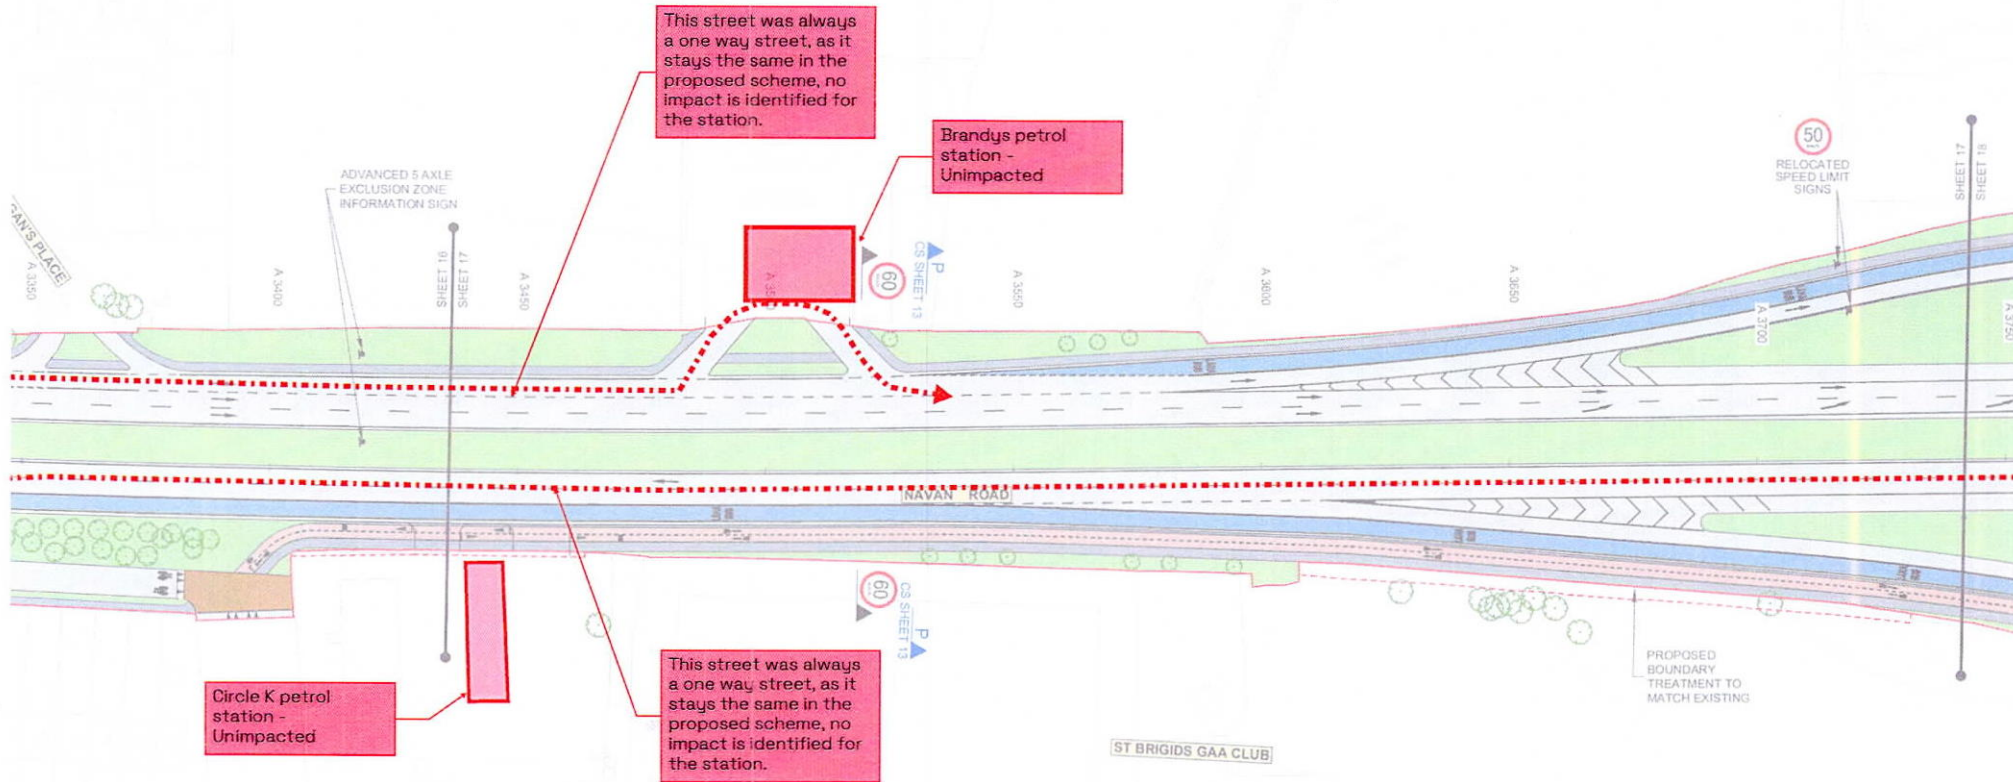 This street was always
a one way street, as it
stays the same in the
proposed scheme, no
impact is identified for
the station.
Brandys petrol
station -
Unimpacted
50
RELOCATED
SPEED LIMIT
SIGNS
SHEET 17
SHEET 18
ADVANCED 5 AXLE
EXCLUSION ZONE
INFORMATION SIGN
GAN'S PLACE
A 3350
A 3400
SHEET 16
SHEET 17
A 3450
60
P
CS SHEET 13
A 3550
A 3600
A 3650
A 3700
A 3750
NAVAN ROAD
60
P
CS SHEET 13
Circle K petrol
station -
Unimpacted
This street was always
a one way street, as it
stays the same in the
proposed scheme, no
impact is identified for
the station.
PROPOSED
BOUNDARY
TREATMENT TO
MATCH EXISTING
ST BRIGIDS GAA CLUB